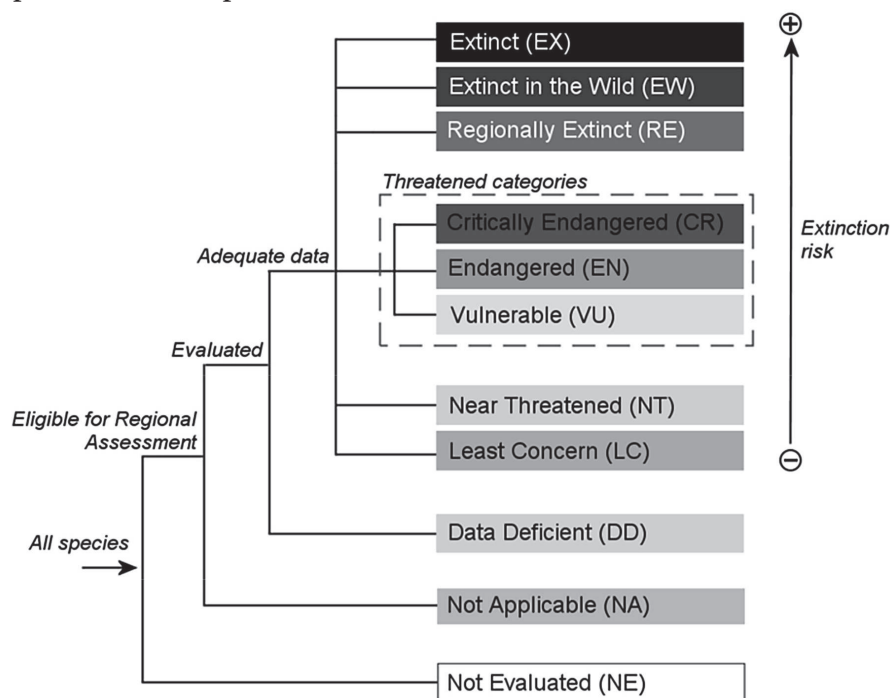 Extinct (EX)
Extinct in the Wild (EW)
Regionally Extinct (RE)
Threatened categories
Critically Endangered (CR)
Adequate data
Endangered (EN)
Extinction
risk
Vulnerable (VU)
Evaluated
Near Threatened (NT)
Eligible for Regional
Assessment
Least Concern (LC)
All species
Data Deficient (DD)
Not Applicable (NA)
Not Evaluated (NE)